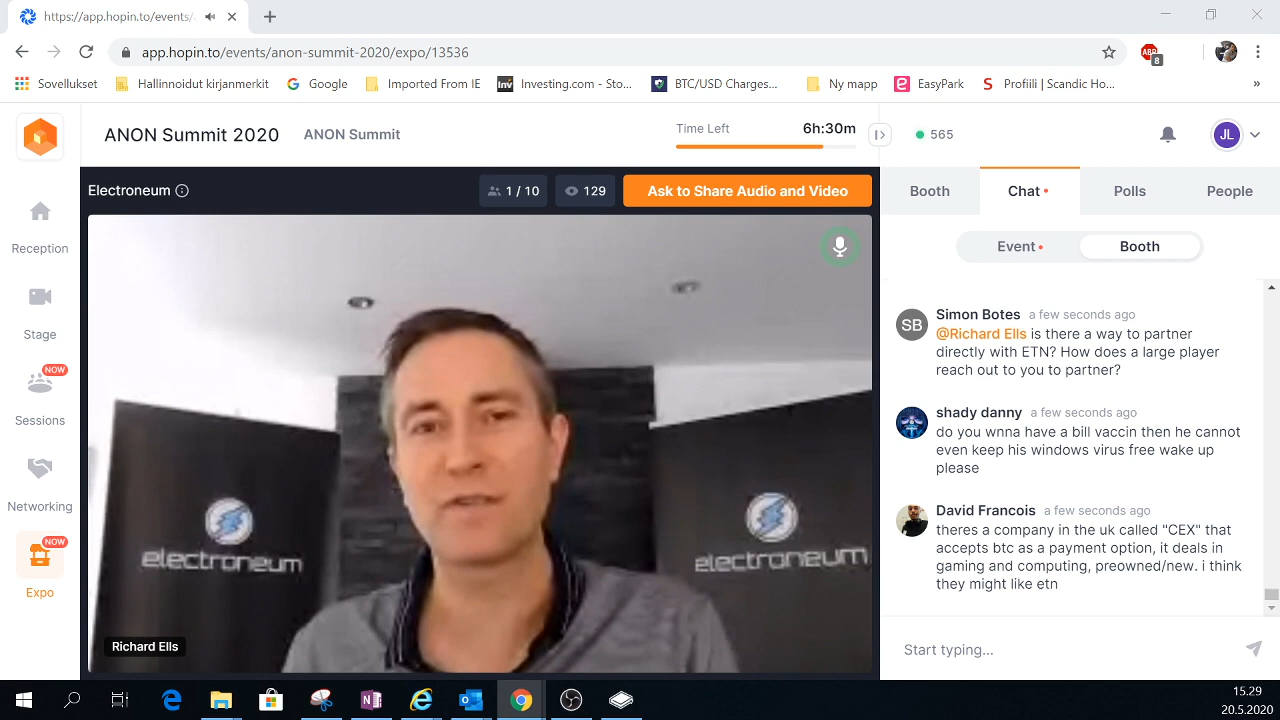 https://app.hopin.to/events/
app.hopin.to/events/anon-summit-2020/expo/13536
ABP
8
Sovellukset
Hallinnoidut kirjanmerkit
Google
Imported From IE
Inv
Investing.com - Sto...
BTC/USD Charges...
Ny mapp
EasyPark
S
Profiili | Scandic Ho...
»
ANON Summit 2020
ANON Summit
Time Left
6h:30m
565
JL
Reception
Stage
NOW
Sessions
Networking
NOW
Expo
Electroneum
1 / 10
129
Ask to Share Audio and Video
electroneum
electroneum
Richard Ells
Booth
Chat
Polls
People
Event
Booth
SB
Simon Botes a few seconds ago
@Richard Ells is there a way to partner
directly with ETN? How does a large player
reach out to you to partner?
shady danny a few seconds ago
do you wnna have a bill vaccin then he cannot
even keep his windows virus free wake up
please
David Francois a few seconds ago
theres a company in the uk called "CEX" that
accepts btc as a payment option, it deals in
gaming and computing, preowned/new. i think
they might like etn
Start typing...
15.29
20.5.2020